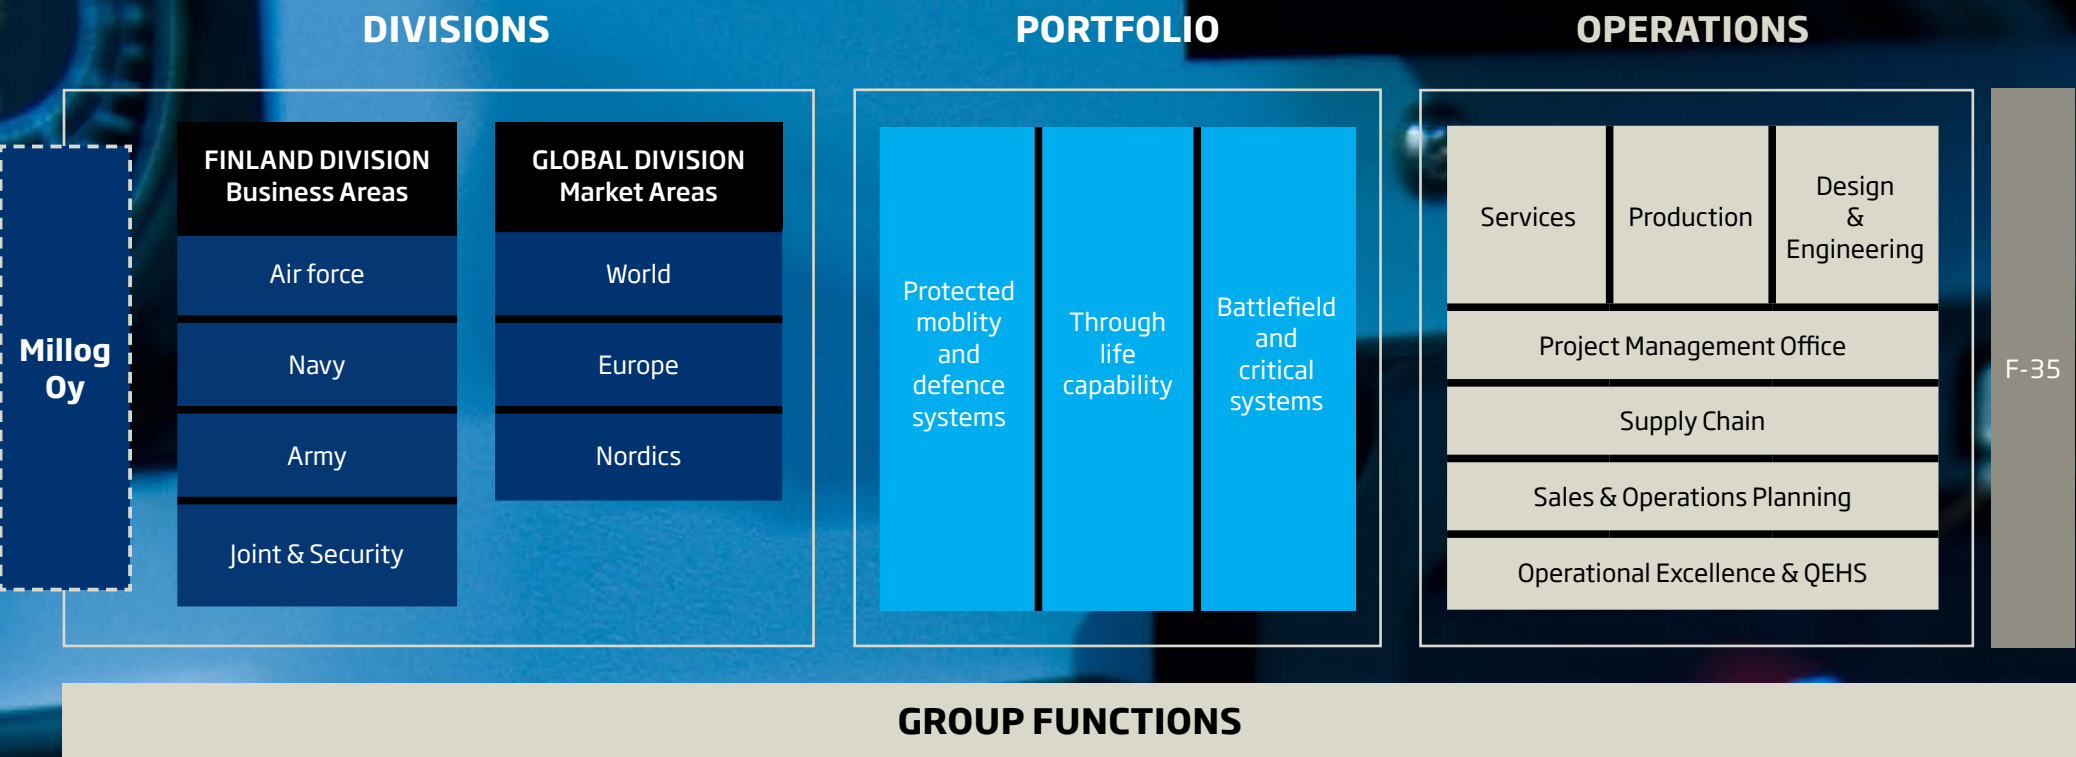 DIVISIONS
PORTFOLIO
OPERATIONS
Millog
Oy
FINLAND DIVISION
Business Areas
Air force
Navy
Army
Joint & Security
GLOBAL DIVISION
Market Areas
World
Europe
Nordics
Protected
moblity
and
defence
systems
Through
life
capability
Battlefield
and
critical
systems
Services
Production
Design
&
Engineering
Project Management Office
Supply Chain
Sales & Operations Planning
Operational Excellence & QEHS
F-35
GROUP FUNCTIONS